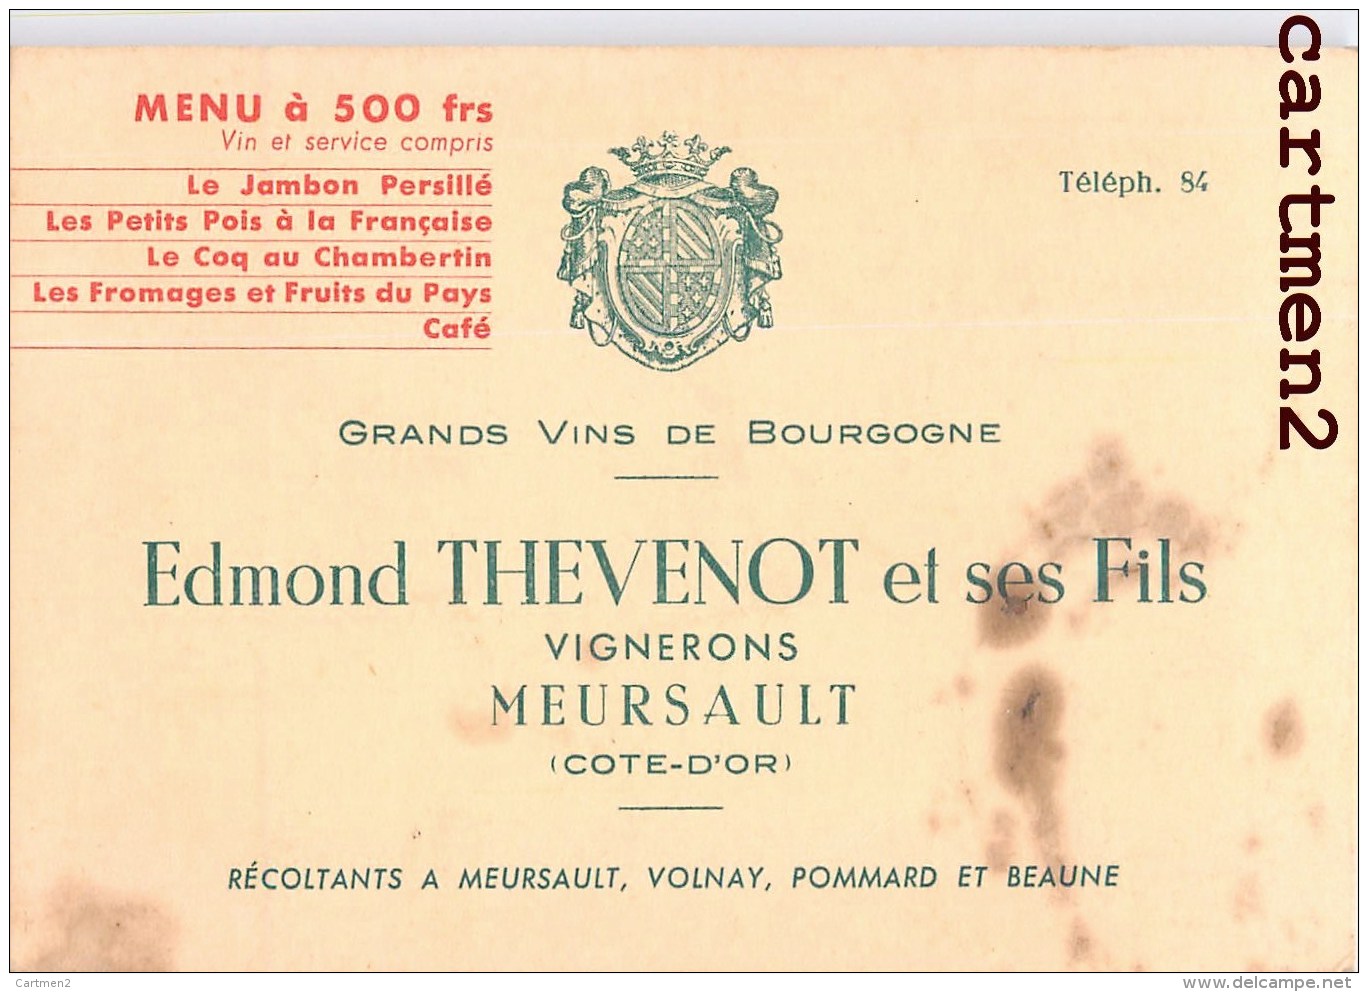 MENU à 500 frs
Vin et service compris
Le Jambon Persillé
Les Petits Pois à la Française
Le Coq au Chambertin
Les Fromages et Fruits du Pays
Café
Téléph. 84
GRANDS VINS DE BOURGOGNE
Edmond THEVENOT et ses Fils
VIGNERONS
MEURSAULT
(COTE-D'OR)
RÉCOLTANTS A MEURSAULT, VOLNAY, POMMARD ET BEAUNE
cartmen2
Cartmen2
www.delcampe.net